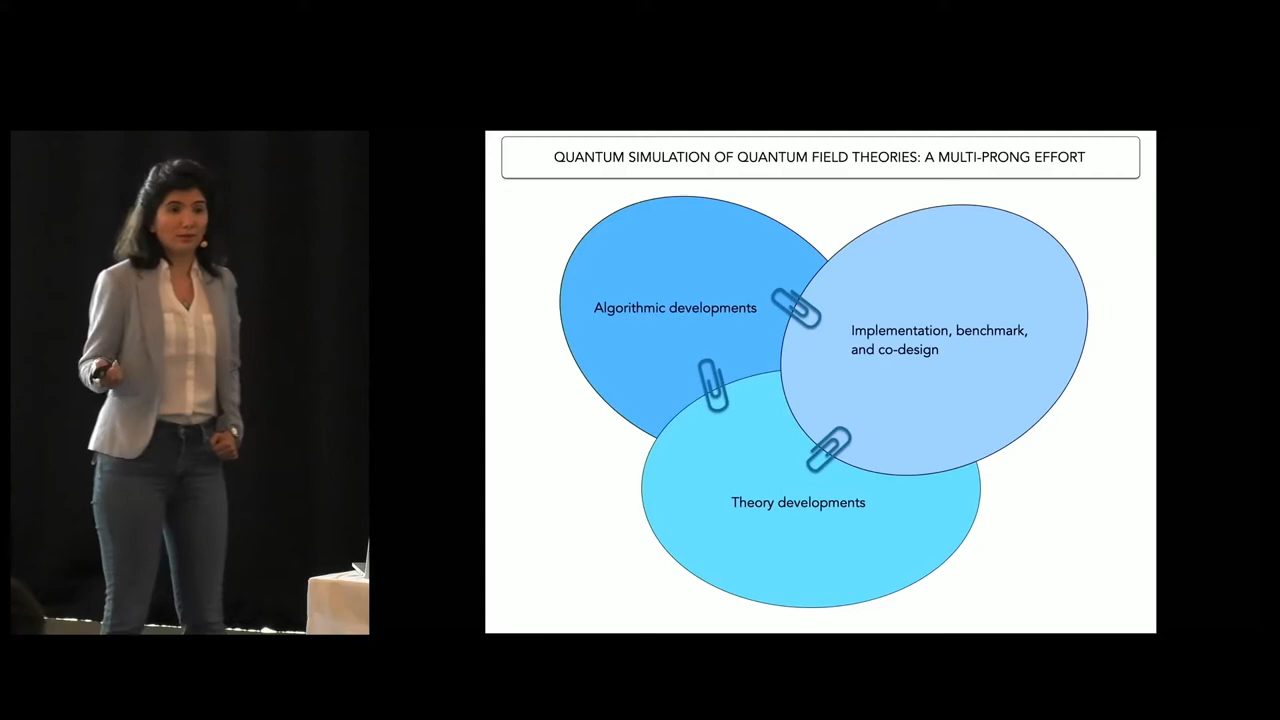 QUANTUM SIMULATION OF QUANTUM FIELD THEORIES: A MULTI-PRONG EFFORT
Algorithmic developments
Implementation, benchmark,
and co-design
Theory developments